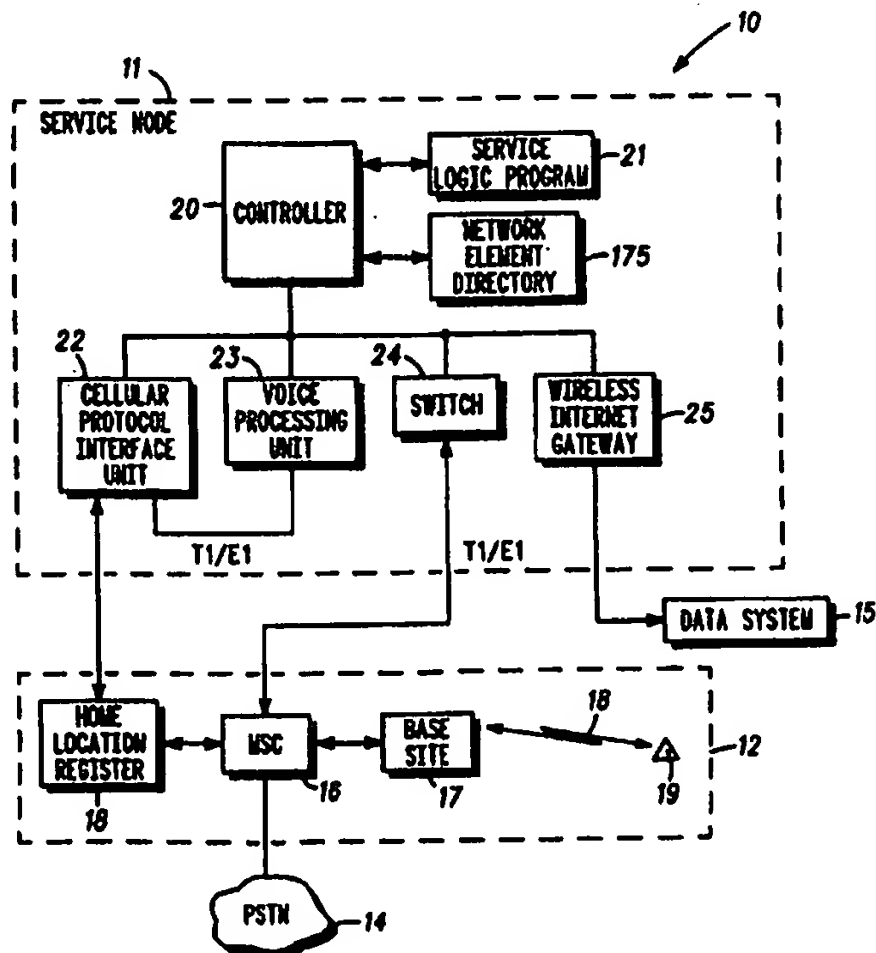 10
11
SERVICE NODE
20
CONTROLLER
SERVICE
LOGIC PROGRAM
21
NETWORK
ELEMENT
DIRECTORY
175
22
CELLULAR
PROTOCOL
INTERFACE
UNIT
23
VOICE
PROCESSING
UNIT
24
SWITCH
WIRELESS
INTERNET
GATEWAY
25
T1/E1
T1/E1
DATA SYSTEM
15
HOME
LOCATION
REGISTER
18
MSC
16
BASE
SITE
17
18
19
12
PSTN
14